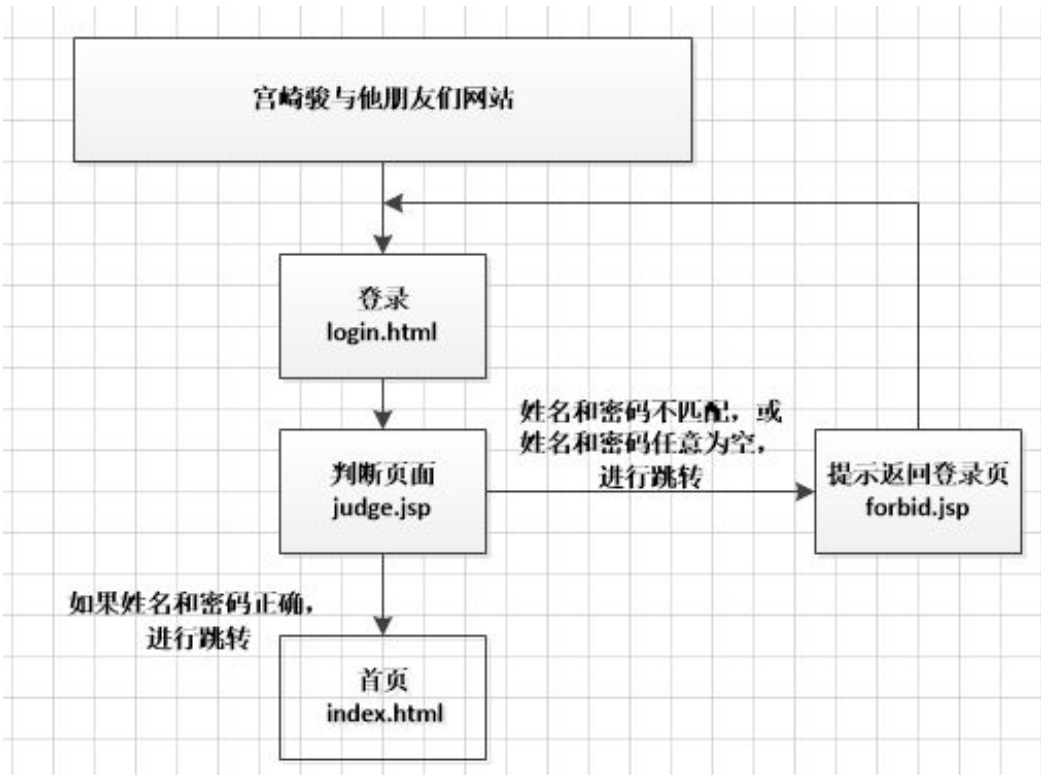 宫崎骏与他朋友们网站
登录
login.html
姓名和密码不匹配，或
姓名和密码任意为空，
进行跳转
判断页面
judge.jsp
提示返回登录页
forbid.jsp
如果姓名和密码正确，
进行跳转
首页
index.html